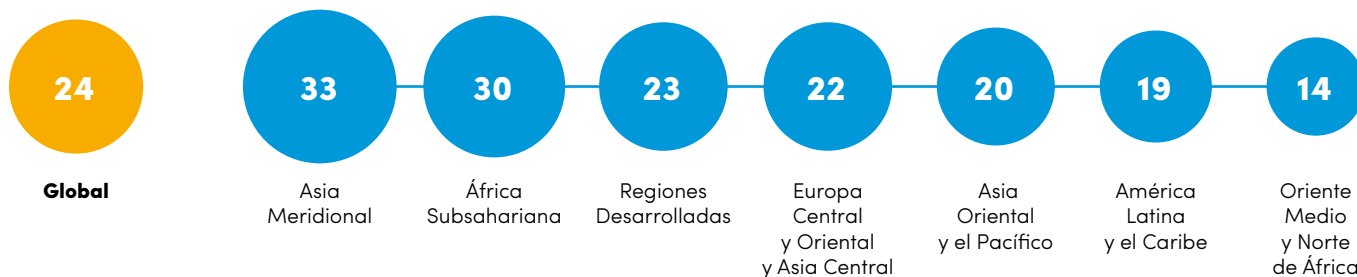 24
33
30
23
22
20
19
14
Global
Asia
Meridional
África
Subsahariana
Regiones
Desarrolladas
Europa
Central
y Oriental
y Asia Central
Asia
Oriental
y el Pacífico
América
Latina
y el Caribe
Oriente
Medio
y Norte
de África